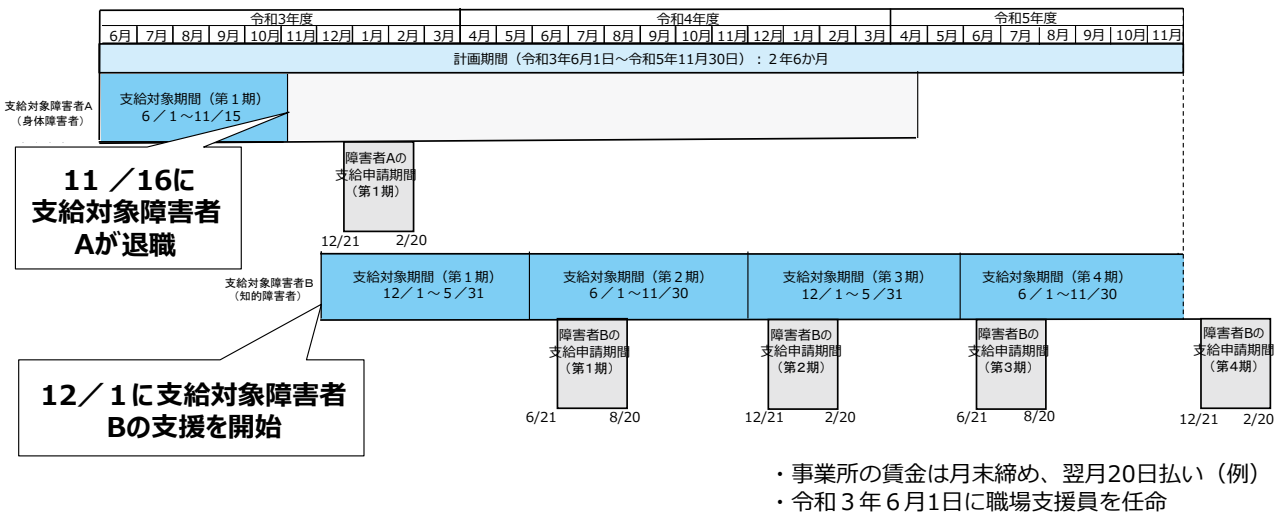 令和3年度 令和4年度 令和5年度
6月 7月 8月 9月 10月 11月 12月 1月 2月 3月 4月 5月 6月 7月 8月 9月 10月 11月 12月 1月 2月 3月 4月 5月 6月 7月 8月 9月 10月 11月
計画期間（令和3年6月1日～令和5年11月30日）：２年6か月
支給対象障害者A
（身体障害者）
支給対象期間（第１期）
６／１～11／15
11 ／16に
支給対象障害者
Aが退職
障害者Aの
支給申請期間
（第1期）
12/21 2/20
支給対象障害者B
（知的障害者）
支給対象期間（第１期）
12／１～５／31
支給対象期間（第２期）
６／１～11／30
支給対象期間（第３期）
12／１～５／31
支給対象期間（第４期）
６／１～11／30
12／１に支給対象障害者
Bの支援を開始
障害者Bの
支給申請期間
（第1期）
6/21 8/20
障害者Bの
支給申請期間
（第2期）
12/21 2/20
障害者Bの
支給申請期間
（第3期）
6/21 8/20
障害者Bの
支給申請期間
（第4期）
12/21 2/20
・事業所の賃金は月末締め、翌月20日払い（例）
・令和３年６月1日に職場支援員を任命